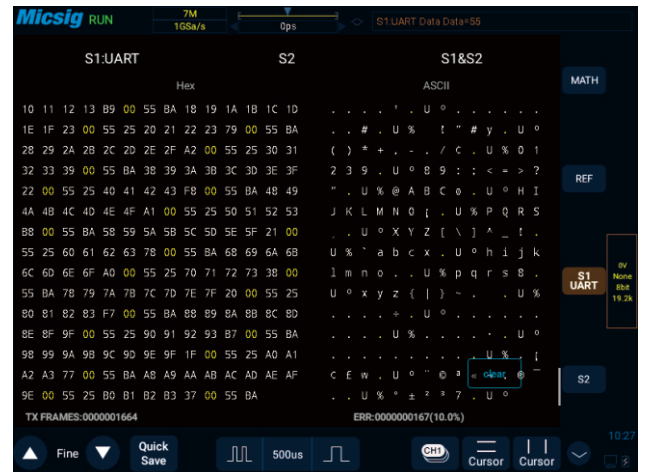 Micsig RUN 7M 1GSa/s 0ps S1:UART Data Data=55
S1:UART S2 S1&S2
Hex ASCII
MATH
10 11 12 13 B9 00 55 BA 18 19 1A 1B 1C 1D . . . . ' . U º . . . . . .
1E 1F 23 00 55 25 20 21 22 23 79 00 55 BA . . # . U % ! " # y . U º
28 29 2A 2B 2C 2D 2E 2F A2 00 55 25 30 31 ( ) * + , - . / ¢ . U % 0 1
32 33 39 00 55 BA 38 39 3A 3B 3C 3D 3E 3F 2 3 9 . U º 8 9 : ; < = > ?
REF
22 00 55 25 40 41 42 43 F8 00 55 BA 48 49 " . U % @ A B C ø . U º H I
4A 4B 4C 4D 4E 4F A1 00 55 25 50 51 52 53 J K L M N O ¡ . U % P Q R S
B8 00 55 BA 58 59 5A 5B 5C 5D 5E 5F 21 00 . . U º X Y Z [ \ ] ^ _ ! .
55 25 60 61 62 63 78 00 55 BA 68 69 6A 6B U % ` a b c x . U º h i j k
6C 6D 6E 6F A0 00 55 25 70 71 72 73 38 00 l m n o . . U % p q r s 8 .
S1 UART
0V
None
8bit
19.2k
55 BA 78 79 7A 7B 7C 7D 7E 7F 20 00 55 25 U º x y z { | } ~ . . U %
80 81 82 83 F7 00 55 BA 88 89 8A 8B 8C 8D . . . . ÷ . U º . . . . . .
8E 8F 9F 00 55 25 90 91 92 93 B7 00 55 BA . . . . U % . . . . · . U º
98 99 9A 9B 9C 9D 9E 9F 1F 00 55 25 A0 A1 . . . . . . . . . . U % . ¡
A2 A3 77 00 55 BA A8 A9 AA AB AC AD AE AF ¢ £ w . U º ¨ © ª « clear ® ¯
S2
9E 00 55 25 B0 B1 B2 B3 37 00 55 BA . . U % ° ± ² ³ 7 . U º
TX FRAMES:0000001664 ERR:0000000167(10.0%)
10:27
Fine Quick Save 500us CH1 Cursor Cursor